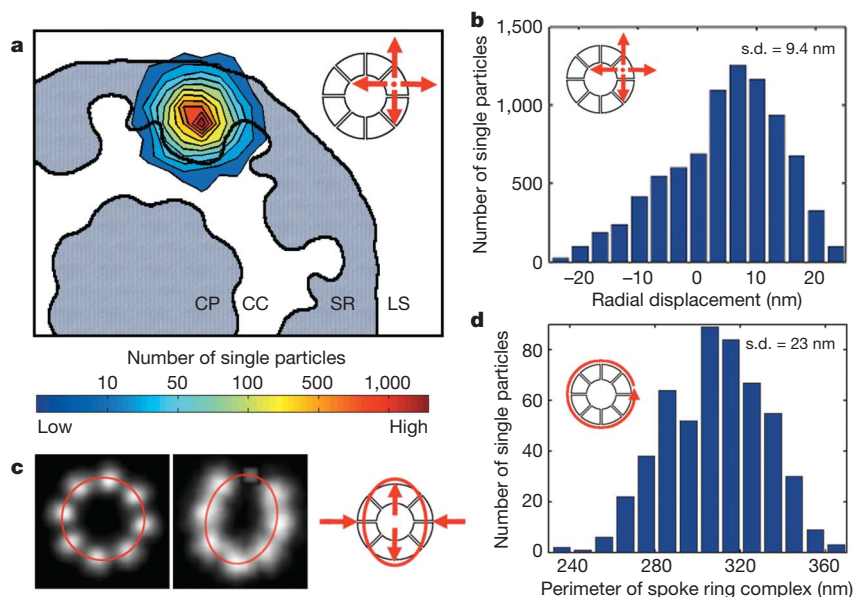 a
CP
CC
SR
LS
Number of single particles
10
50
100
500
1,000
Low
High
b
1,500
1,000
500
0
Number of single particles
s.d. = 9.4 nm
–20
–10
0
10
20
Radial displacement (nm)
c
d
80
60
40
20
0
Number of single particles
s.d. = 23 nm
240
280
320
360
Perimeter of spoke ring complex (nm)